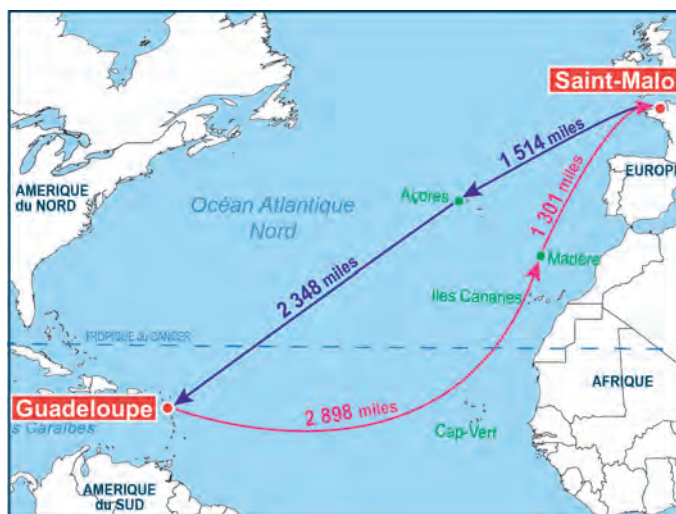 Saint-Malo
1 514 miles
AMERIQUE
du NORD
EUROPE
Açores
1 301 miles
Océan Atlantique
Nord
Madère
2 348 miles
Iles Canaries
TROPIQUE du CANCER
AFRIQUE
Guadeloupe
2 898 miles
s Caraïbes
Cap-Vert
AMERIQUE
du SUD